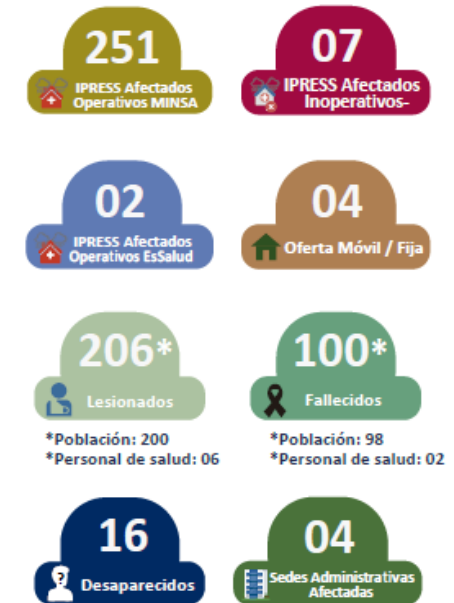 251
IPRESS Afectados
Operativos MINSA
07
IPRESS Afectados
Inoperativos-
02
IPRESS Afectados
Operativos EsSalud
04
Oferta Móvil / Fija
206*
Lesionados
*Población: 200
*Personal de salud: 06
100*
Fallecidos
*Población: 98
*Personal de salud: 02
16
?
Desaparecidos
04
Sedes Administrativas
Afectadas